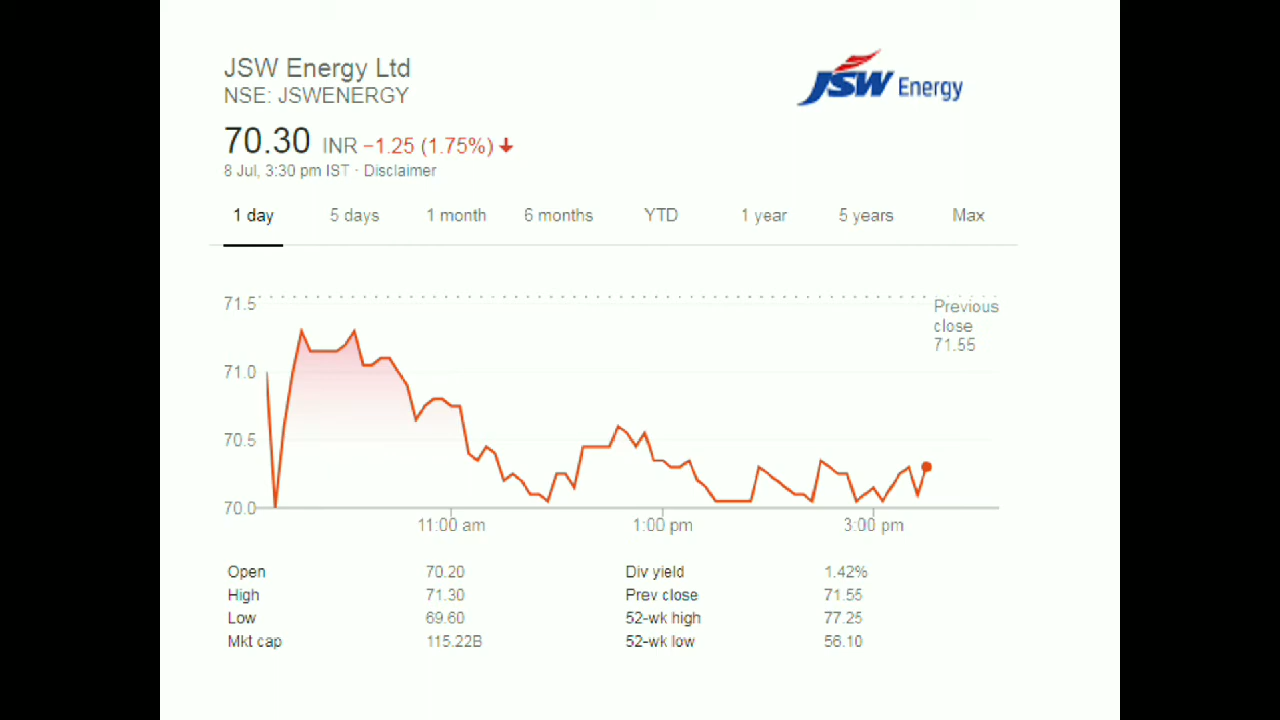 JSW Energy Ltd
NSE: JSWENERGY
JSW Energy
70.30 INR −1.25 (1.75%)
8 Jul, 3:30 pm IST · Disclaimer
1 day 5 days 1 month 6 months YTD 1 year 5 years Max
71.5
Previous
close
71.55
71.0
70.5
70.0
11:00 am 1:00 pm 3:00 pm
Open 70.20 Div yield 1.42%
High 71.30 Prev close 71.55
Low 69.60 52-wk high 77.25
Mkt cap 115.22B 52-wk low 56.10